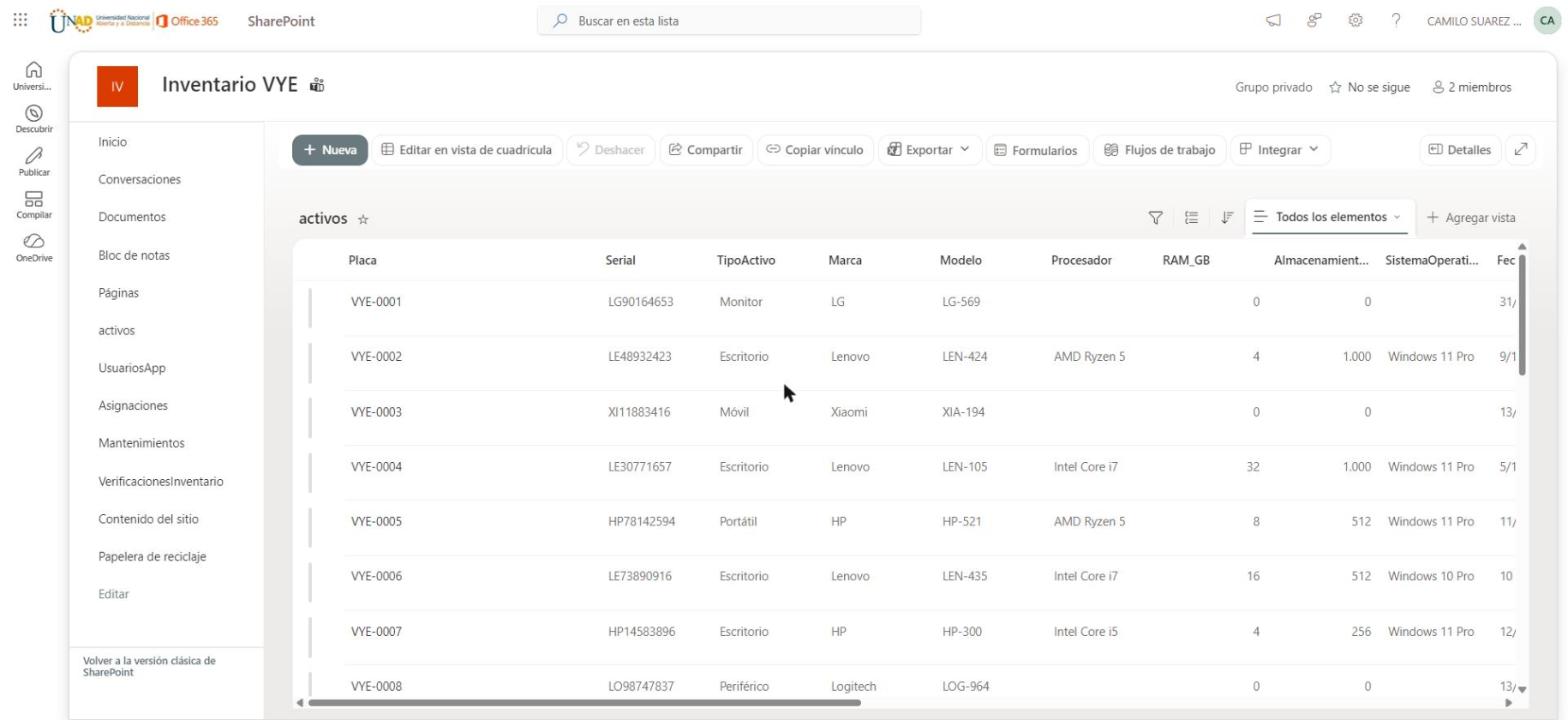 UNAD Universidad Nacional Abierta y a Distancia Office 365 SharePoint Buscar en esta lista ? CAMILO SUAREZ ... CA
Universi...
Descubrir
Publicar
Compilar
OneDrive
IV Inventario VYE Grupo privado No se sigue 2 miembros
Inicio
Conversaciones
Documentos
Bloc de notas
Páginas
activos
UsuariosApp
Asignaciones
Mantenimientos
VerificacionesInventario
Contenido del sitio
Papelera de reciclaje
Editar
Volver a la versión clásica de
SharePoint
+ Nueva Editar en vista de cuadrícula Deshacer Compartir Copiar vínculo Exportar Formularios Flujos de trabajo Integrar Detalles
activos Todos los elementos + Agregar vista
Placa Serial TipoActivo Marca Modelo Procesador RAM_GB Almacenamient... SistemaOperati... Fec
VYE-0001 LG90164653 Monitor LG LG-569 0 0 31/
VYE-0002 LE48932423 Escritorio Lenovo LEN-424 AMD Ryzen 5 4 1.000 Windows 11 Pro 9/1
VYE-0003 XI11883416 Móvil Xiaomi XIA-194 0 0 13/
VYE-0004 LE30771657 Escritorio Lenovo LEN-105 Intel Core i7 32 1.000 Windows 11 Pro 5/1
VYE-0005 HP78142594 Portátil HP HP-521 AMD Ryzen 5 8 512 Windows 11 Pro 11/
VYE-0006 LE73890916 Escritorio Lenovo LEN-435 Intel Core i7 16 512 Windows 10 Pro 10
VYE-0007 HP14583896 Escritorio HP HP-300 Intel Core i5 4 256 Windows 11 Pro 12/
VYE-0008 LO98747837 Periférico Logitech LOG-964 0 0 13/